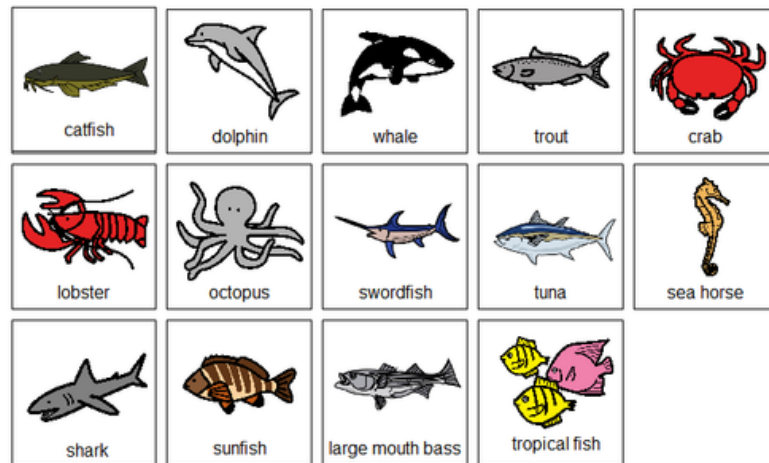 catfish
dolphin
whale
trout
crab
lobster
octopus
swordfish
tuna
sea horse
shark
sunfish
large mouth bass
tropical fish